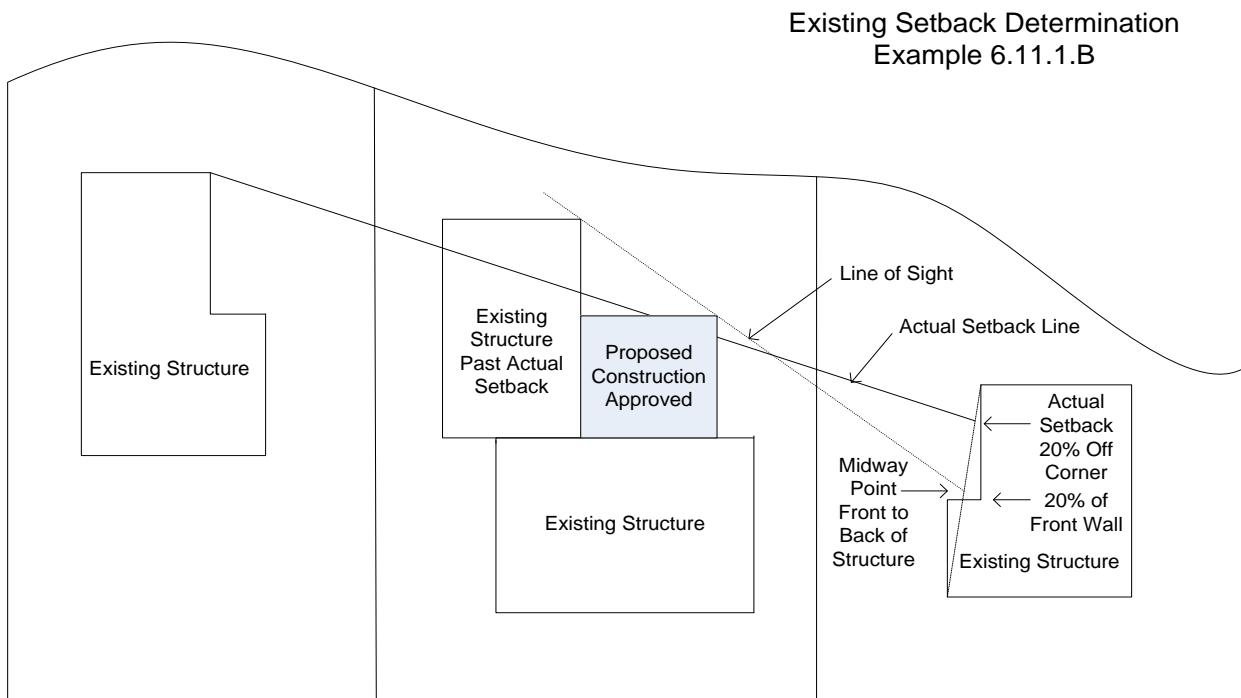 Existing Setback Determination
Example 6.11.1.B
Line of Sight
Actual Setback Line
Existing Structure
Existing
Structure
Past Actual
Setback
Proposed
Construction
Approved
Existing Structure
Midway
Point
Front to
Back of
Structure
Actual
Setback
20% Off
Corner
20% of
Front Wall
Existing Structure